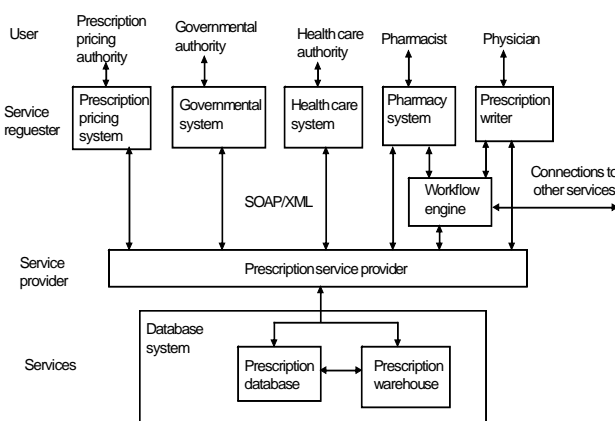 User
Prescription
pricing
authority
Governmental
authority
Health care
authority
Pharmacist
Physician
Service
reguester
Prescription
pricing
system
Governmental
system
Health care
system
Pharmacy
system
Prescription
writer
Connections to
other services
Workflow
engine
SOAP/XML
Service
provider
Prescription service provider
Services
Database
system
Prescription
database
Prescription
warehouse